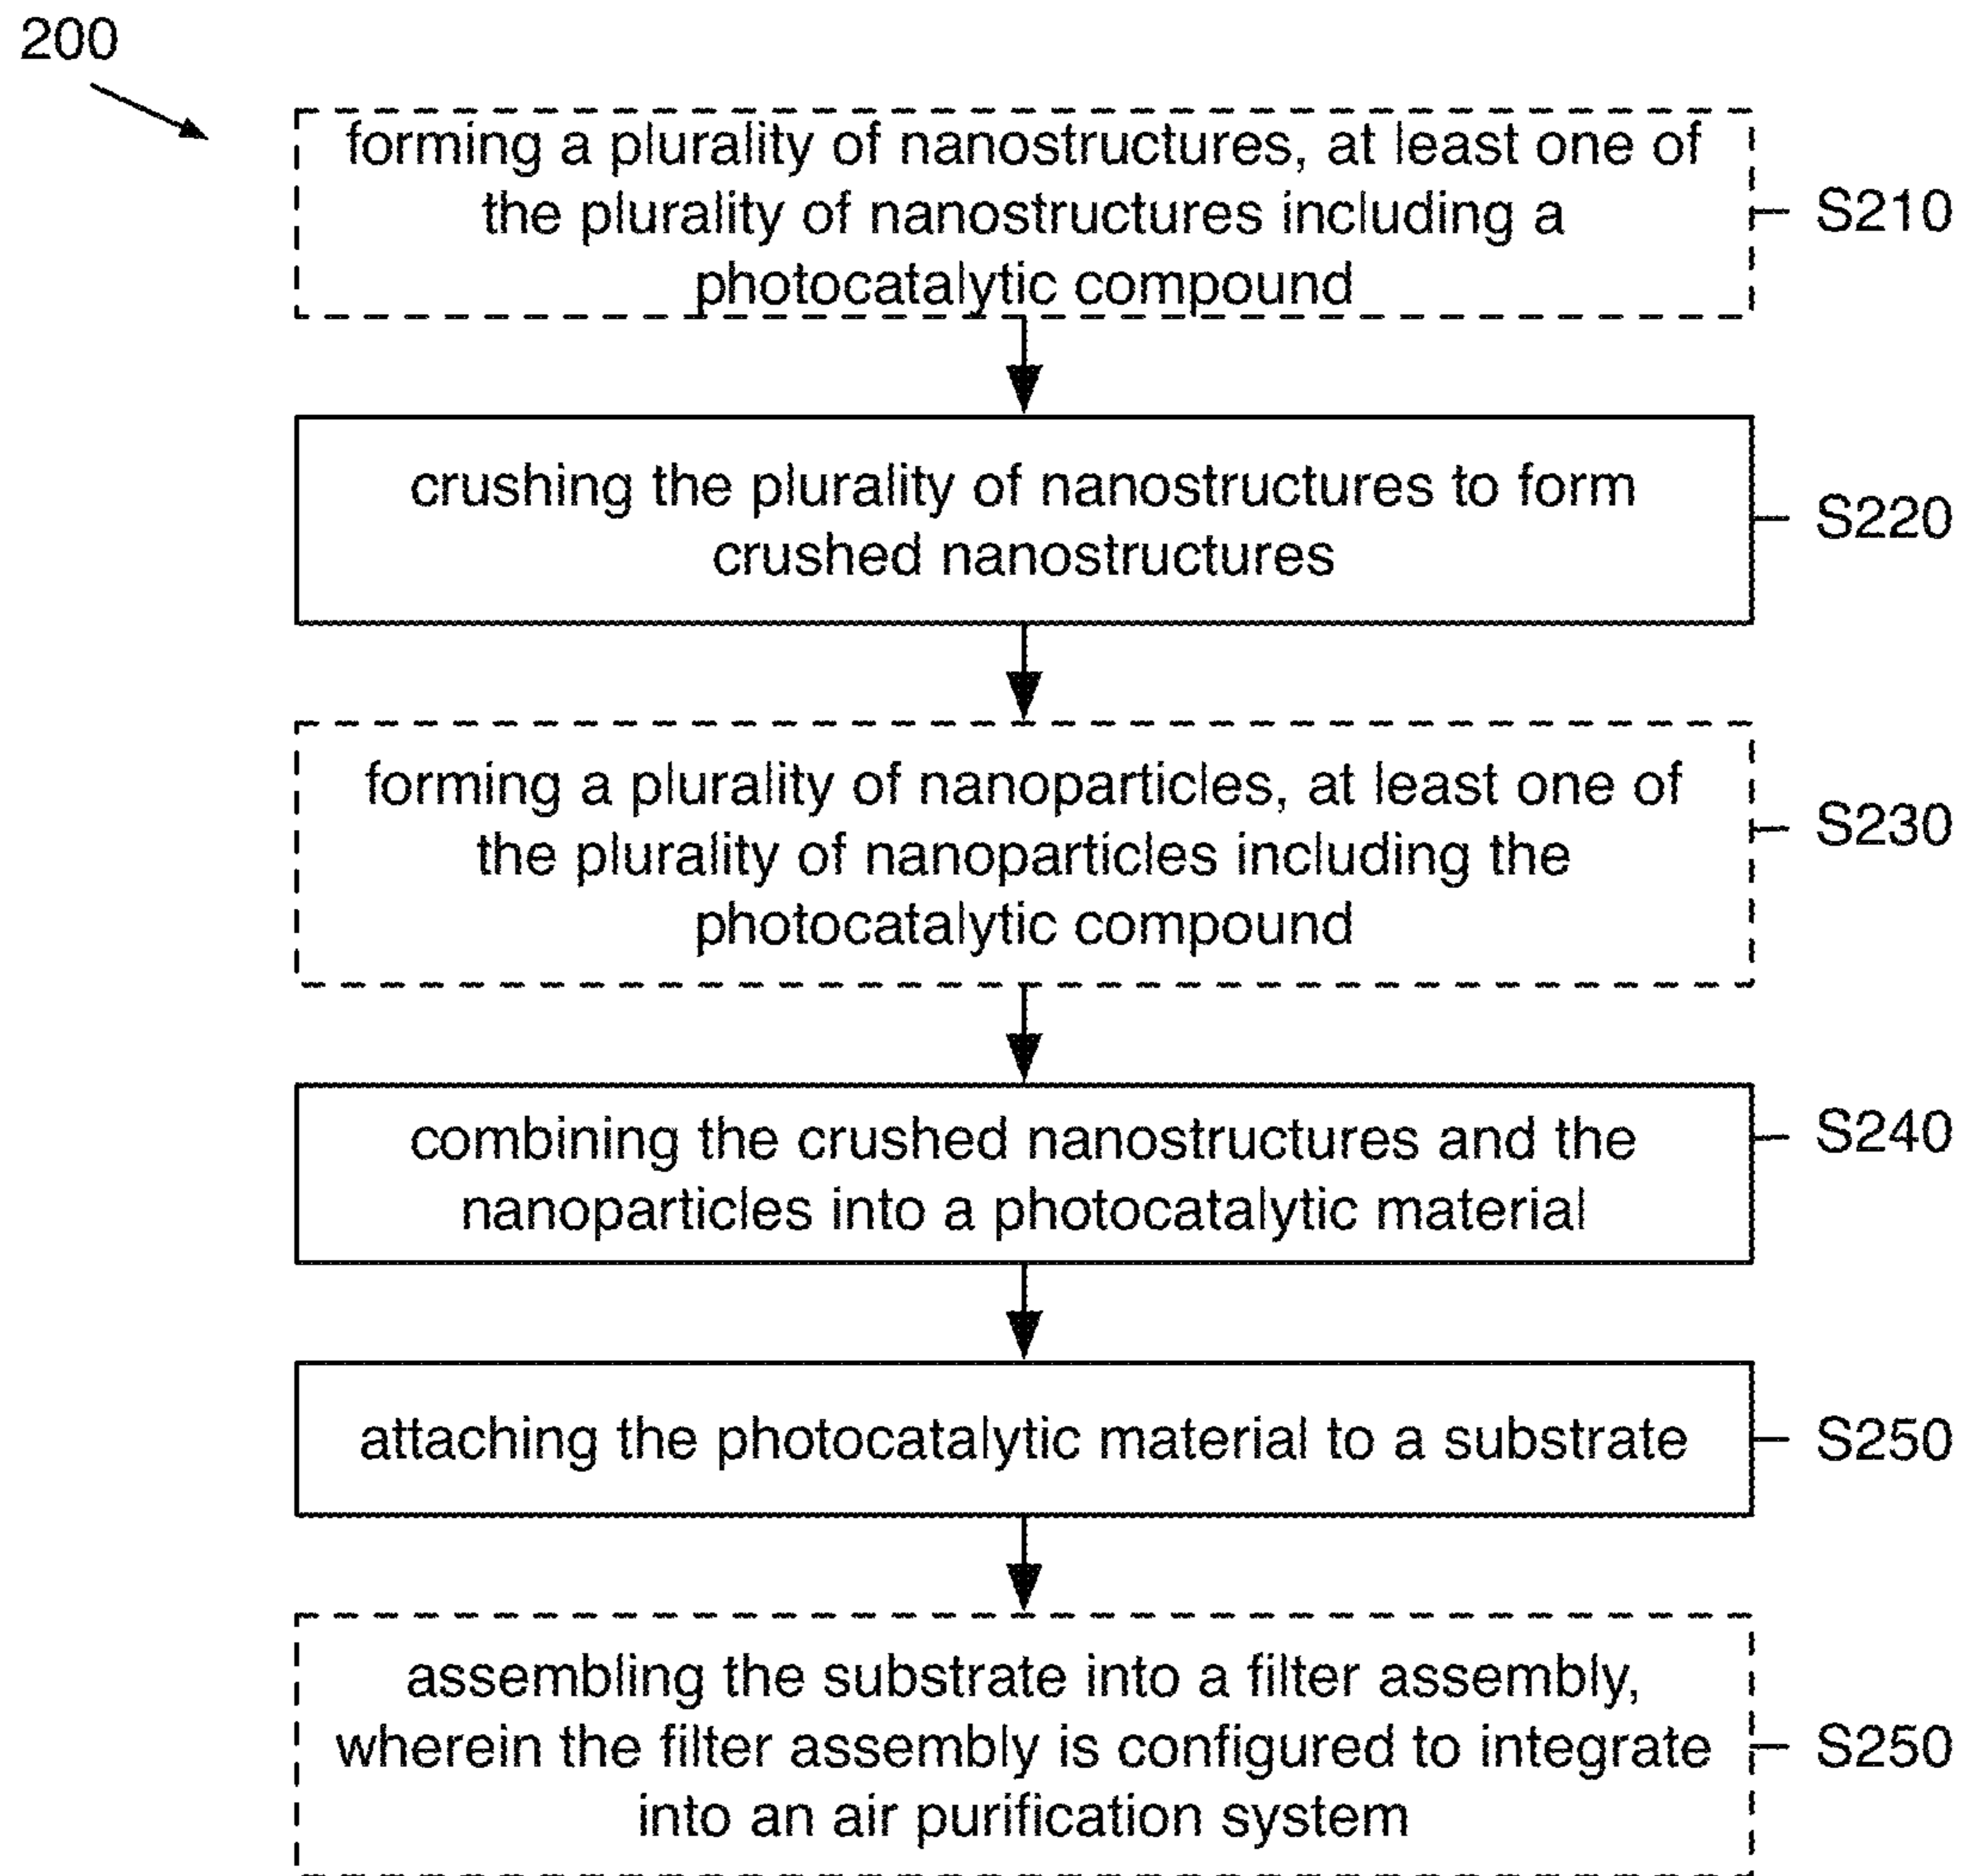 200
forming a plurality of nanostructures, at least one of
the plurality of nanostructures including a
photocatalytic compound
S210
crushing the plurality of nanostructures to form
crushed nanostructures
S220
forming a plurality of nanoparticles, at least one of
the plurality of nanoparticles including the
photocatalytic compound
S230
combining the crushed nanostructures and the
nanoparticles into a photocatalytic material
S240
attaching the photocatalytic material to a substrate
S250
assembling the substrate into a filter assembly,
wherein the filter assembly is configured to integrate
into an air purification system
S250